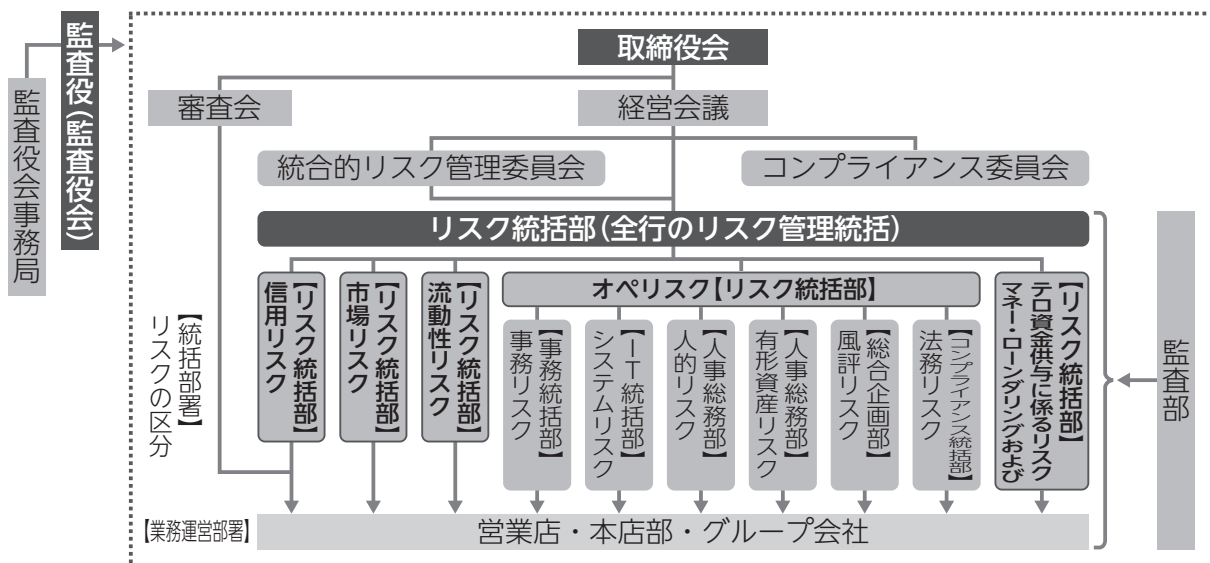 監査役会事務局
監査役(監査役会)
取締役会
審査会
経営会議
統合的リスク管理委員会
コンプライアンス委員会
リスク統括部(全行のリスク管理統括)
【統括部署】
リスクの区分
【リスク統括部】
信用リスク
【リスク統括部】
市場リスク
【リスク統括部】
流動性リスク
オペリスク【リスク統括部】
【事務統括部】
事務リスク
【IT統括部】
システムリスク
【人事総務部】
人的リスク
【人事総務部】
有形資産リスク
【総合企画部】
風評リスク
【コンプライアンス統括部】
法務リスク
【リスク統括部】
テロ資金供与に係るリスク
マネー・ローンダリングおよび
監査部
【業務運営部署】
営業店・本店部・グループ会社